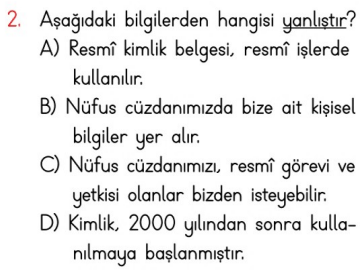 2. Aşağıdaki bilgilerden hangisi yanlıştır?
A) Resmî kimlik belgesi, resmî işlerde
kullanılır.
B) Nüfus cüzdanımızda bize ait kişisel
bilgiler yer alır.
C) Nüfus cüzdanımızı, resmî görevi ve
yetkisi olanlar bizden isteyebilir.
D) Kimlik, 2000 yılından sonra kulla-
nılmaya başlanmıştır.